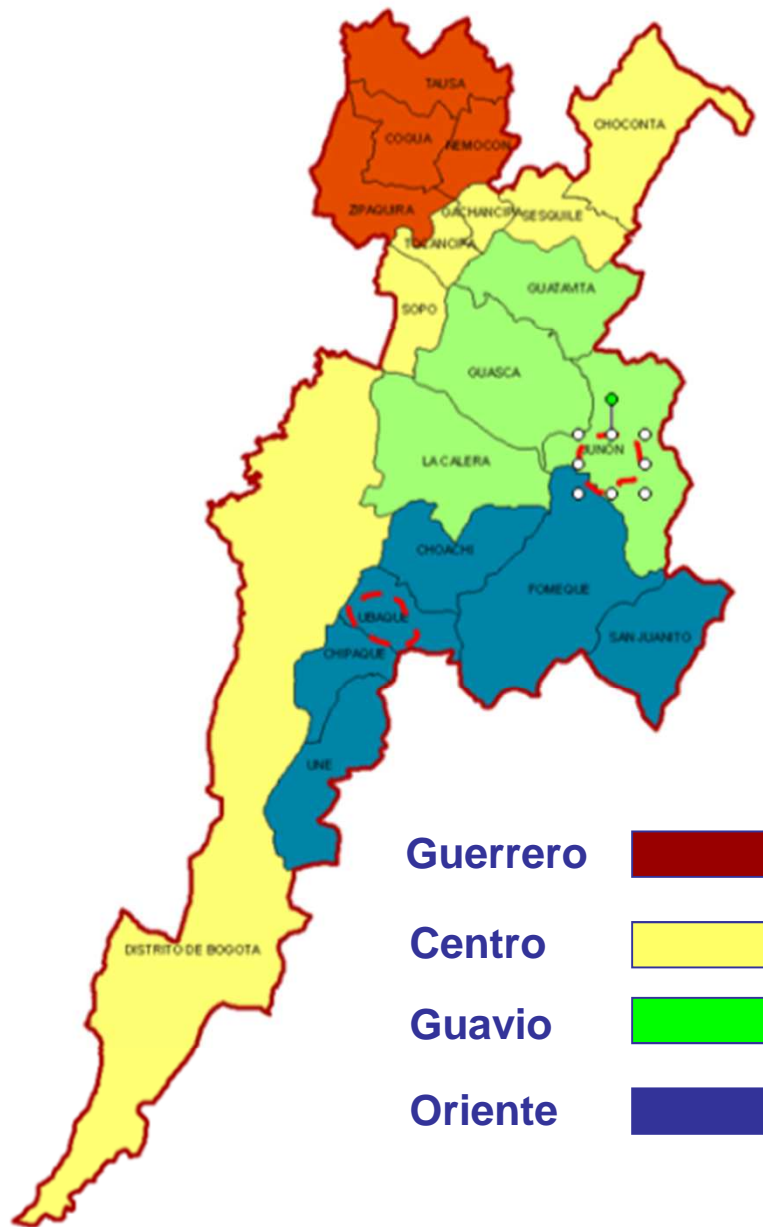 TAUSA
CHOCONTA
COGUA
NEMOCON
ZIPAQUIRA
GACHANCIPA
SESQUILE
TOCANCIPA
GUATAVITA
SOPO
GUASCA
JUNON
LA CALERA
CHOACHI
FOMEQUE
UBAQUE
SAN JUANITO
CHIPAQUE
UNE
Guerrero
Centro
DISTRITO DE BOGOTA
Guavio
Oriente